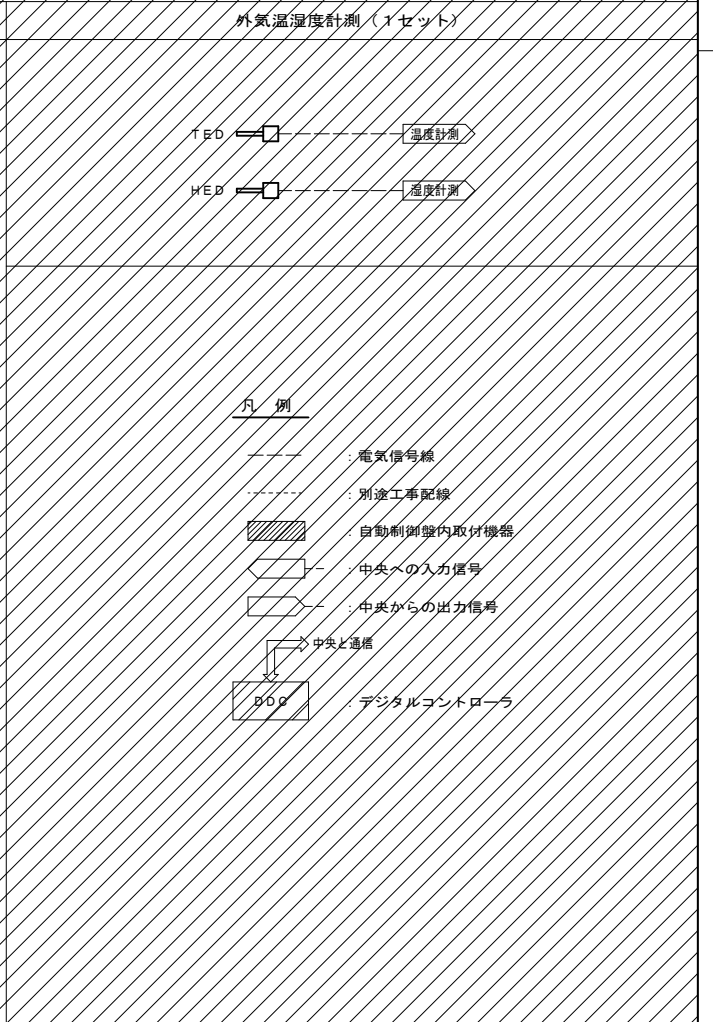 外気温湿度計測（１セット）
ＴＥＤ 温度計測
ＨＥＤ 湿度計測
凡 例
：電気信号線
：別途工事配線
：自動制御盤内取付機器
：中央への入力信号
：中央からの出力信号
中央と通信
ＤＤＣ ：デジタルコントローラ